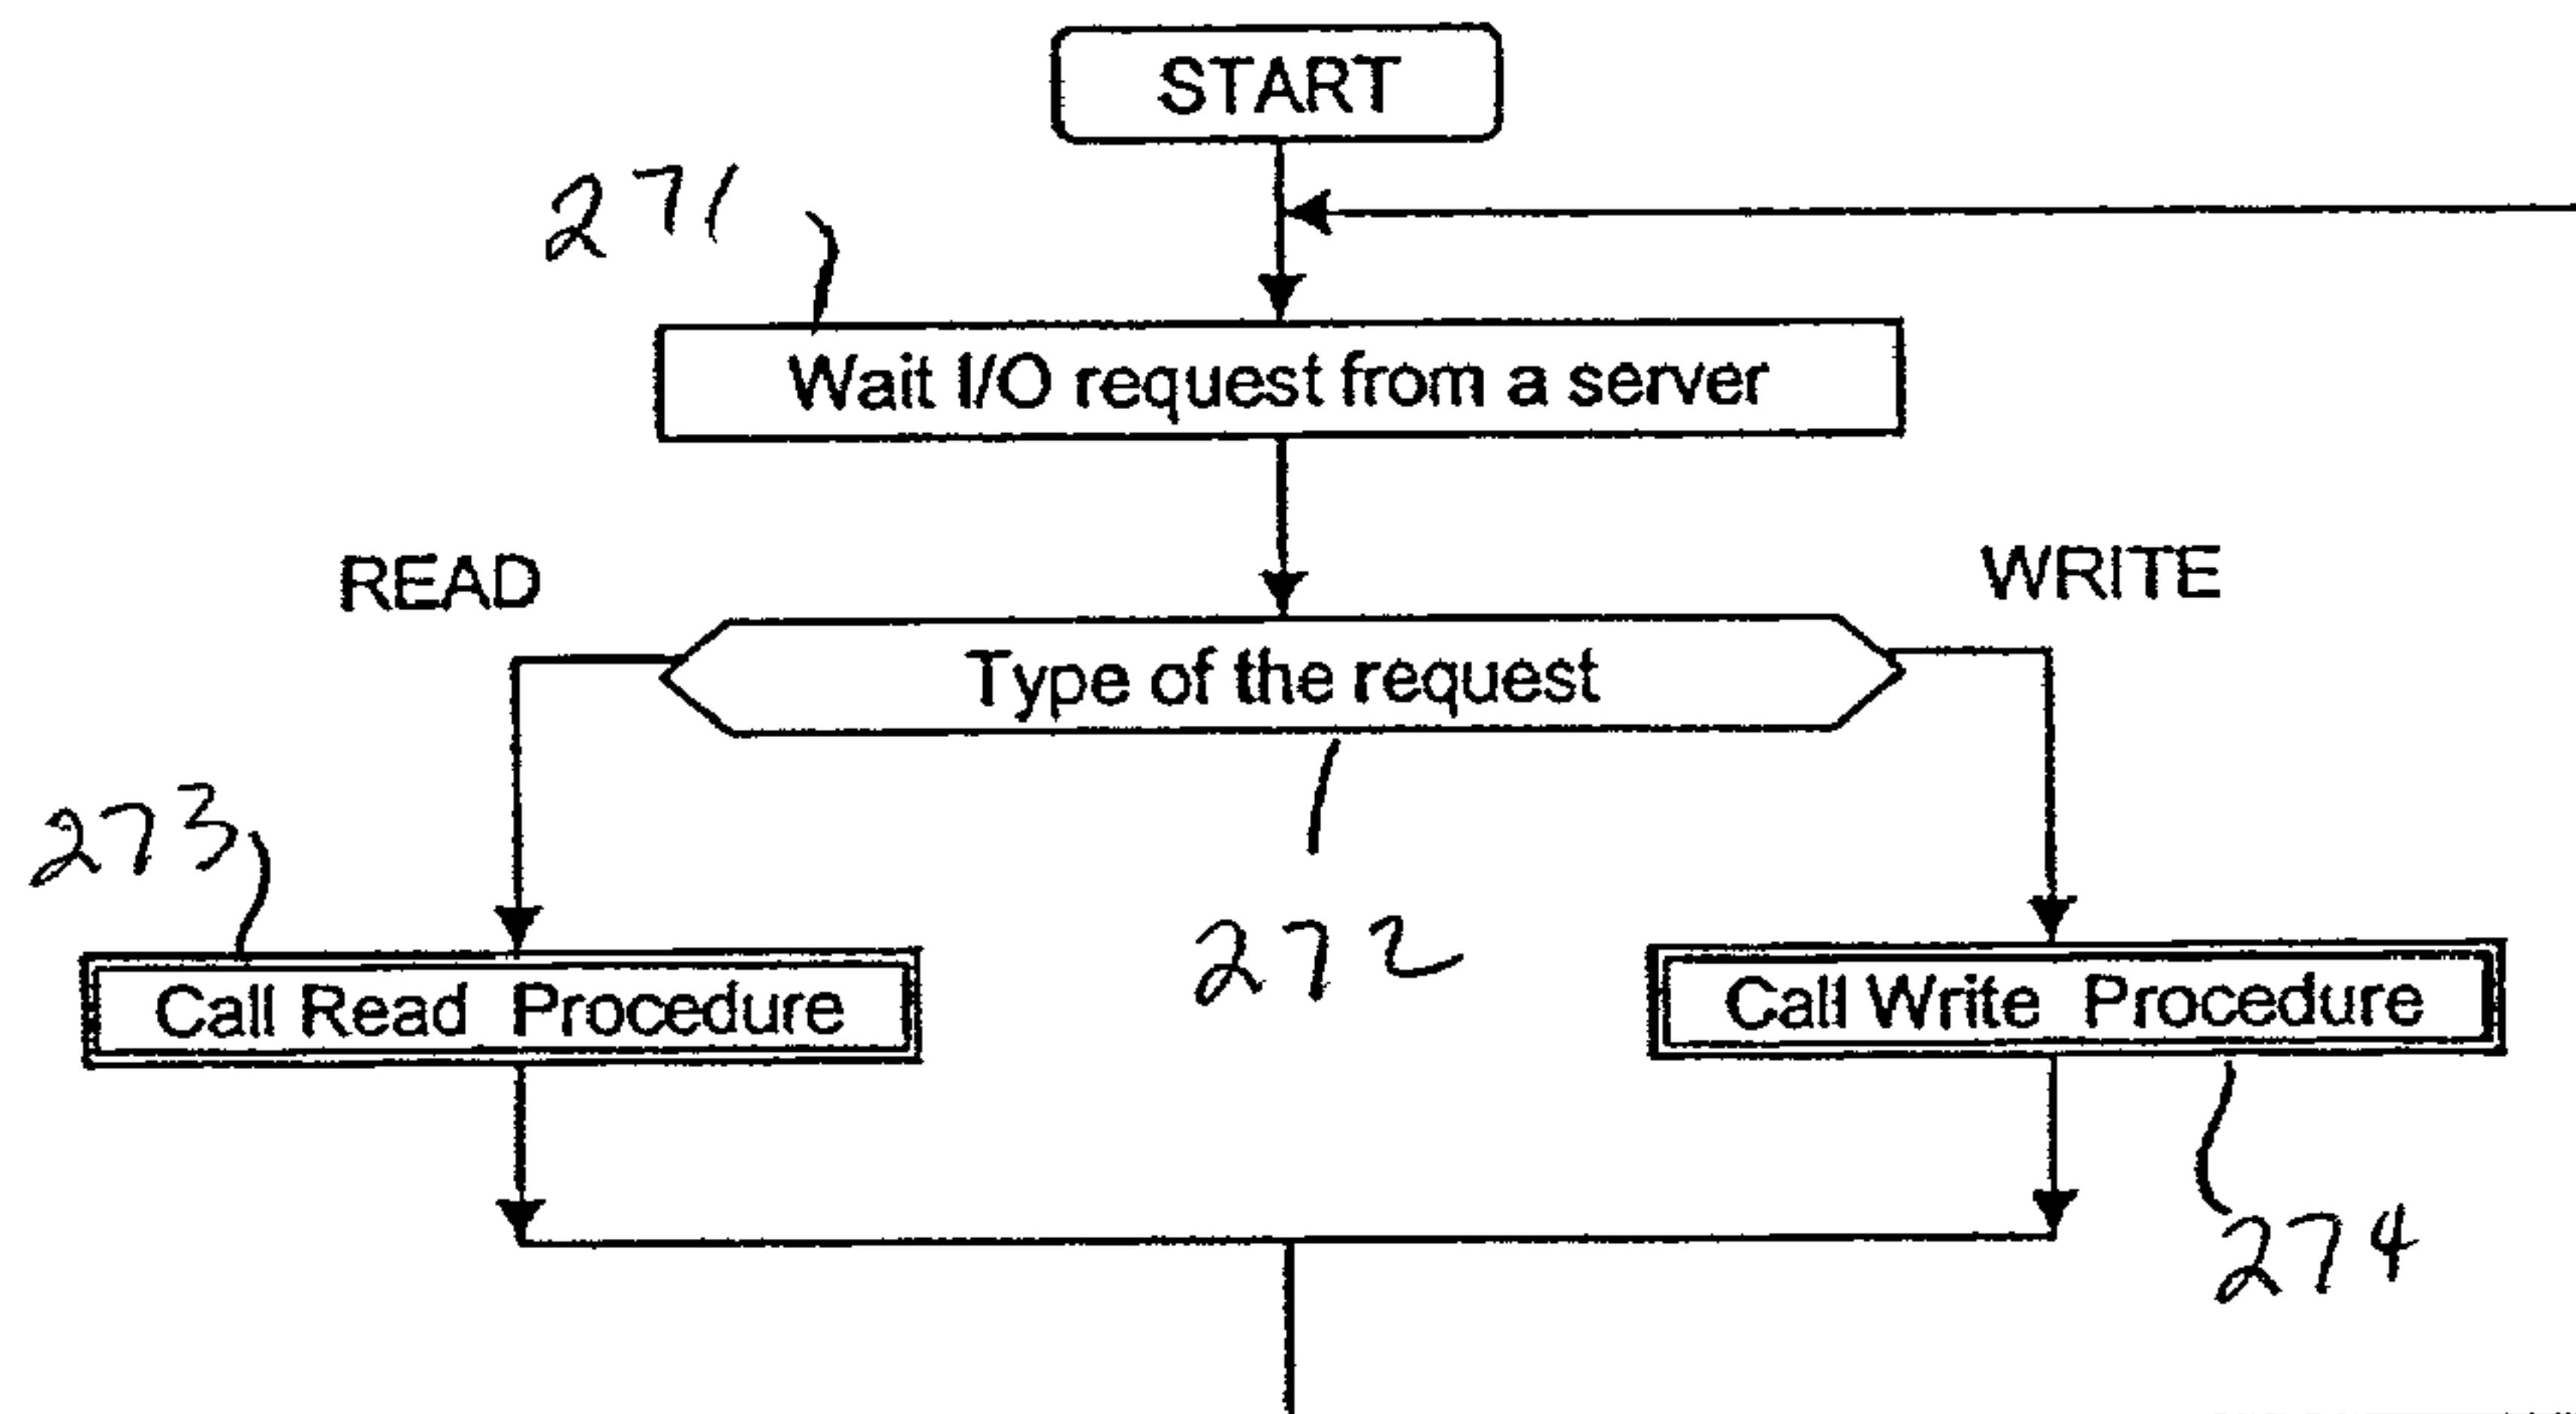 START
271
Wait I/O request from a server
READ
WRITE
Type of the request
273
272
Call Read Procedure
Call Write Procedure
274